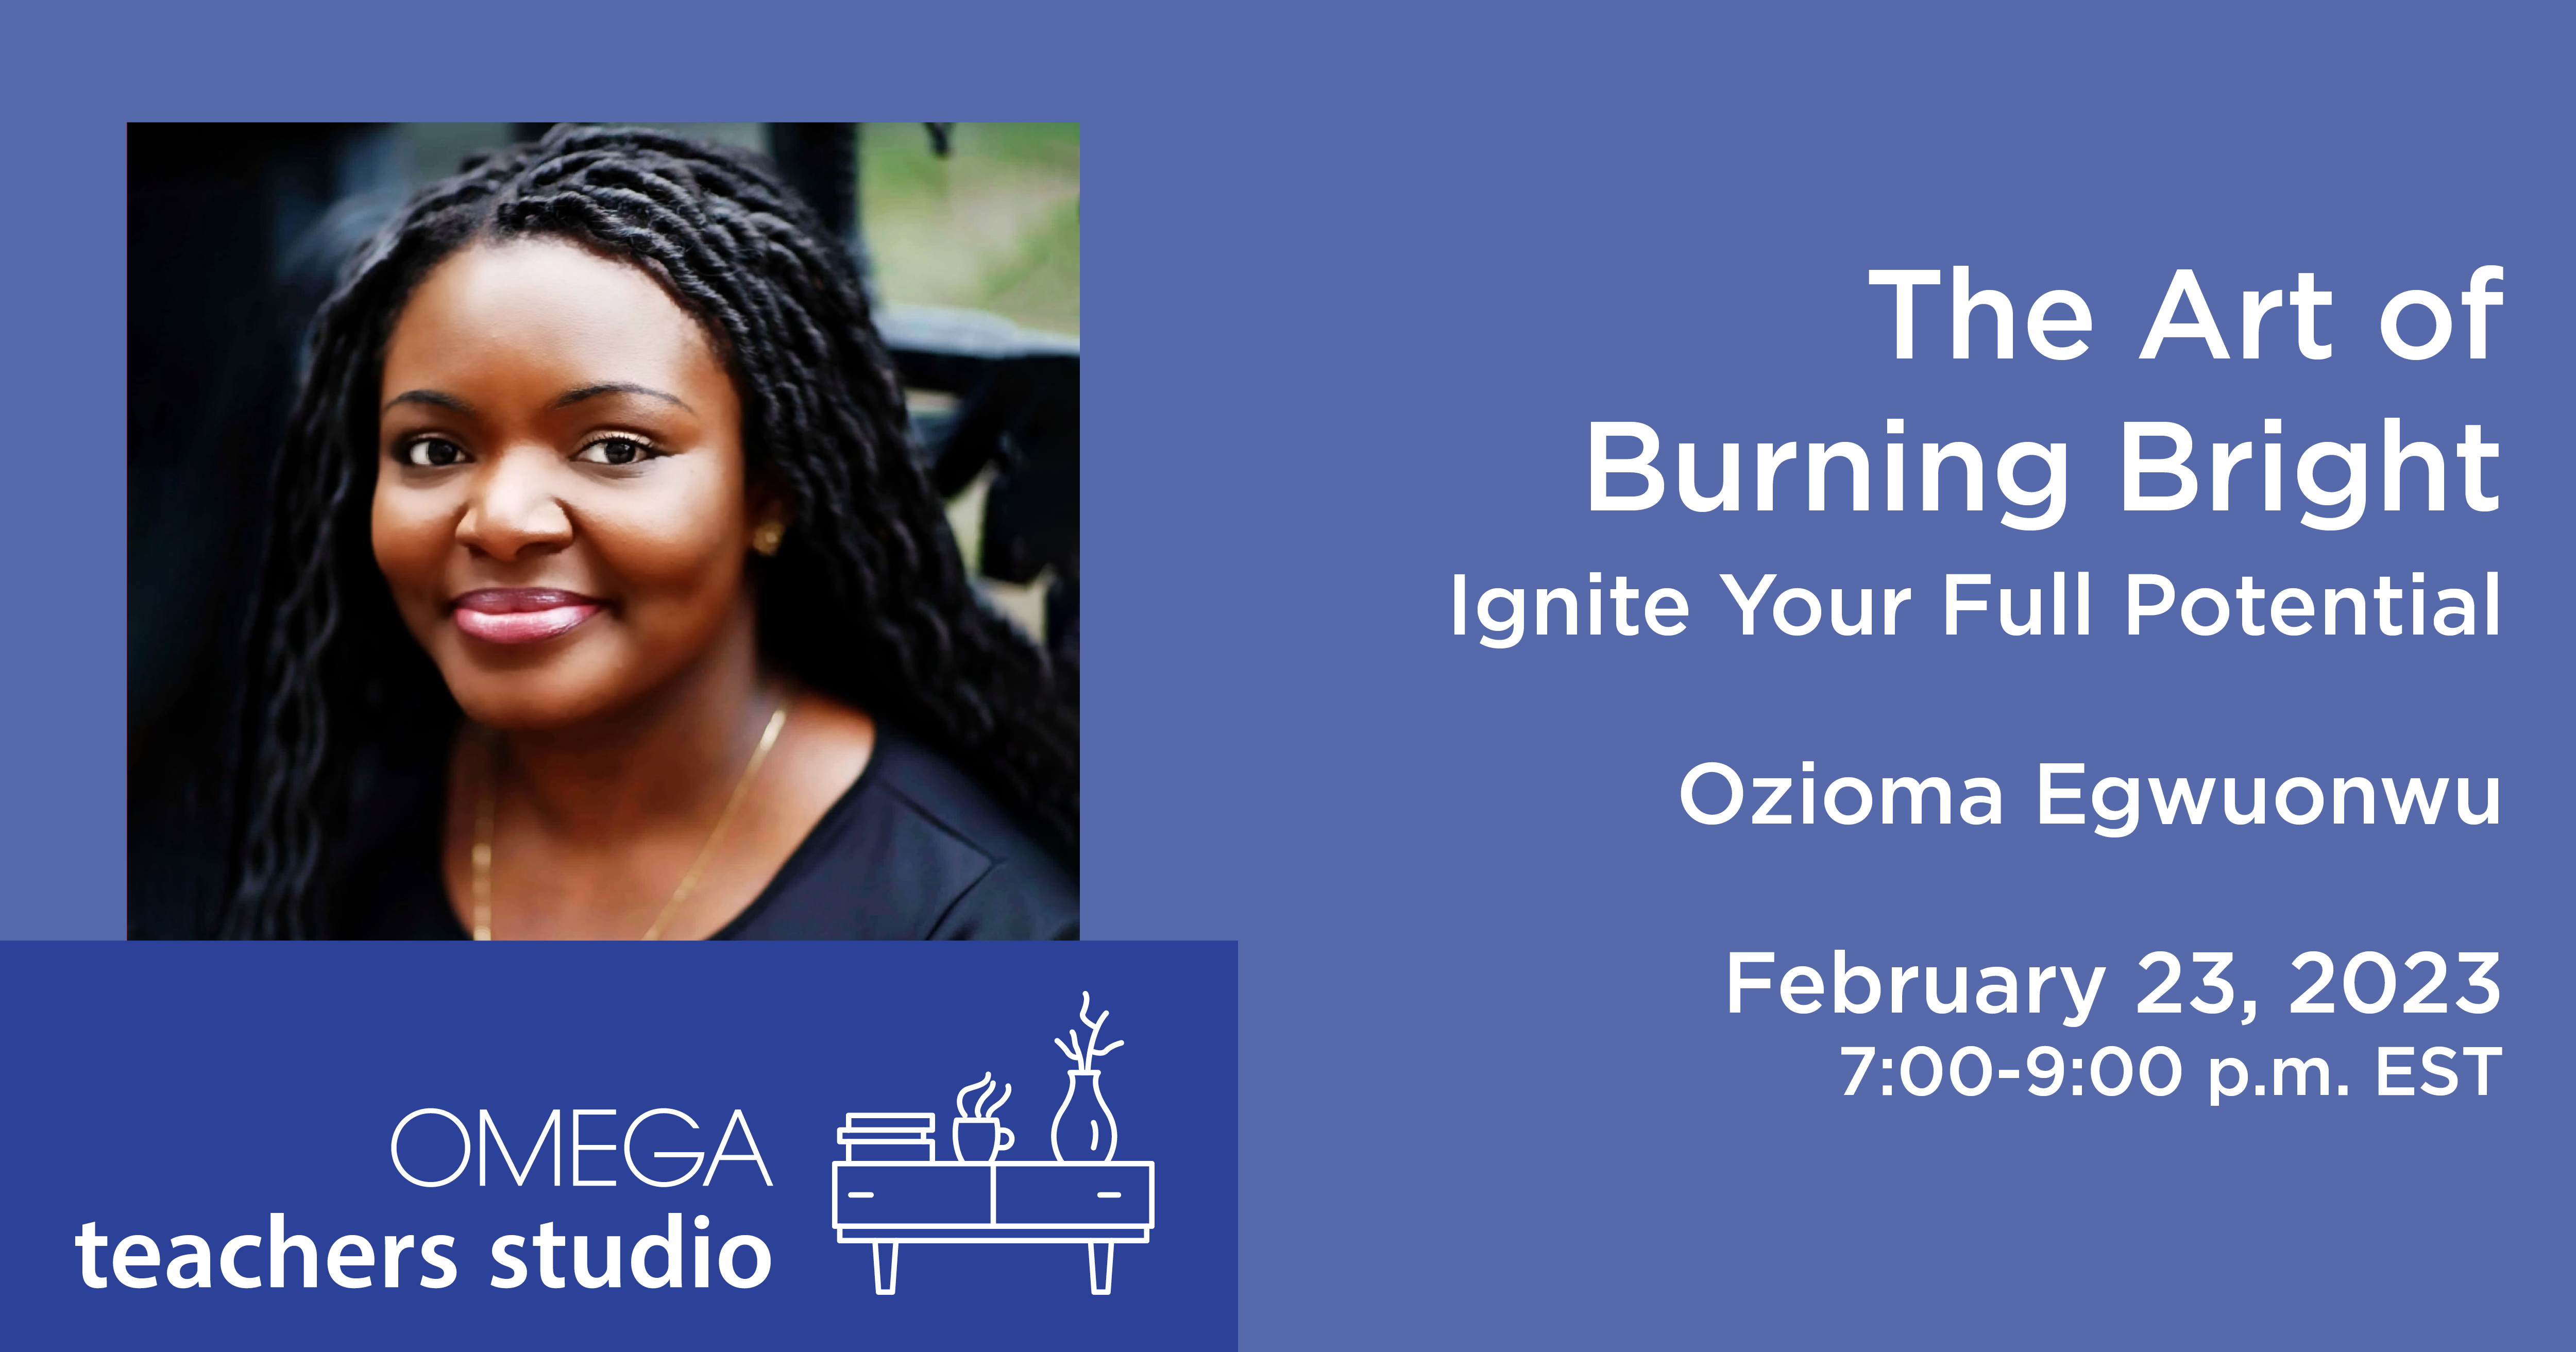 The Art of
Burning Bright
Ignite Your Full Potential
Ozioma Egwuonwu
February 23, 2023
7:00-9:00 p.m. EST
OMEGA
teachers studio